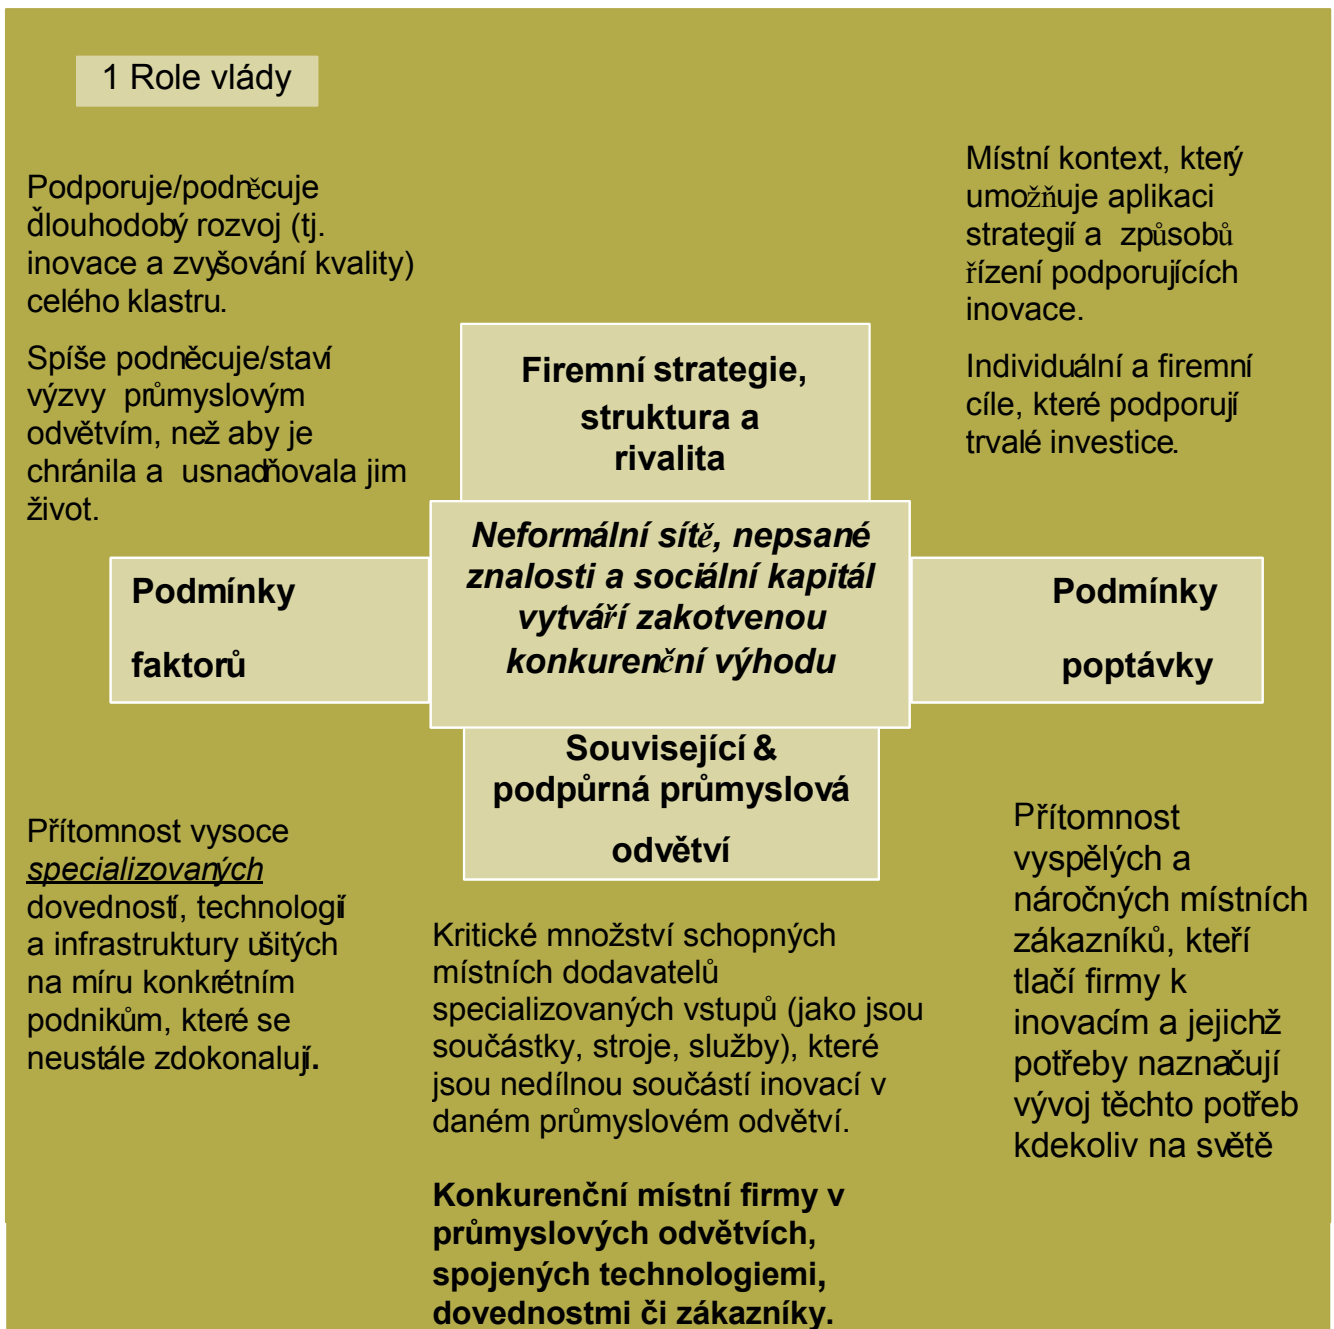 1 Role vlády
Podporuje/podněcuje
dlouhodobý rozvoj (tj.
inovace a zvyšování kvality)
celého klastru.
Spíše podněcuje/staví
výzvy průmyslovým
odvětvím, než aby je
chránila a usnadňovala jim
život.
Místní kontext, který
umožňuje aplikaci
strategií a způsobů
řízení podporujících
inovace.
Individuální a firemní
cíle, které podporují
trvalé investice.
Firemní strategie,
struktura a
rivalita
Podmínky
faktorů
Neformální sítě, nepsané
znalosti a sociální kapitál
vytváří zakotvenou
konkurenční výhodu
Podmínky
poptávky
Související &
podpůrná průmyslová
odvětví
Přítomnost vysoce
specializovaných
dovedností, technologií
a infrastruktury ušitých
na míru konkrétním
podnikům, které se
neustále zdokonalují.
Kritické množství schopných
místních dodavatelů
specializovaných vstupů (jako jsou
součástky, stroje, služby), které
jsou nedílnou součástí inovací v
daném průmyslovém odvětví.
Konkurenční místní firmy v
průmyslových odvětvích,
spojených technologiemi,
dovednostmi či zákazníky.
Přítomnost
vyspělých a
náročných místních
zákazníků, kteří
tlačí firmy k
inovacím a jejichž
potřeby naznačují
vývoj těchto potřeb
kdekoliv na světě